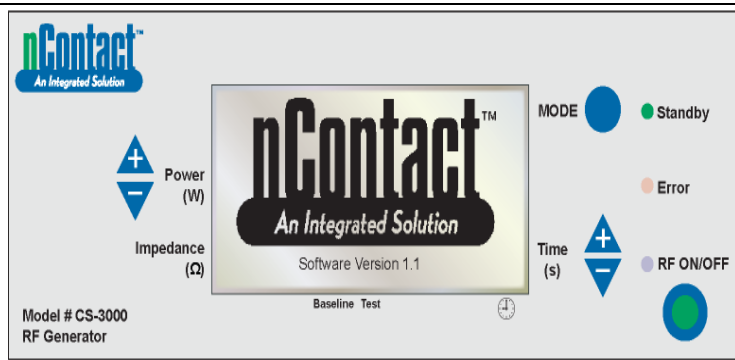 nContact™
An Integrated Solution
Power
(W)
Impedance
(Ω)
Model # CS-3000
RF Generator
nContact™
An Integrated Solution
Software Version 1.1
Baseline Test
MODE
Standby
Error
Time
(s)
RF ON/OFF